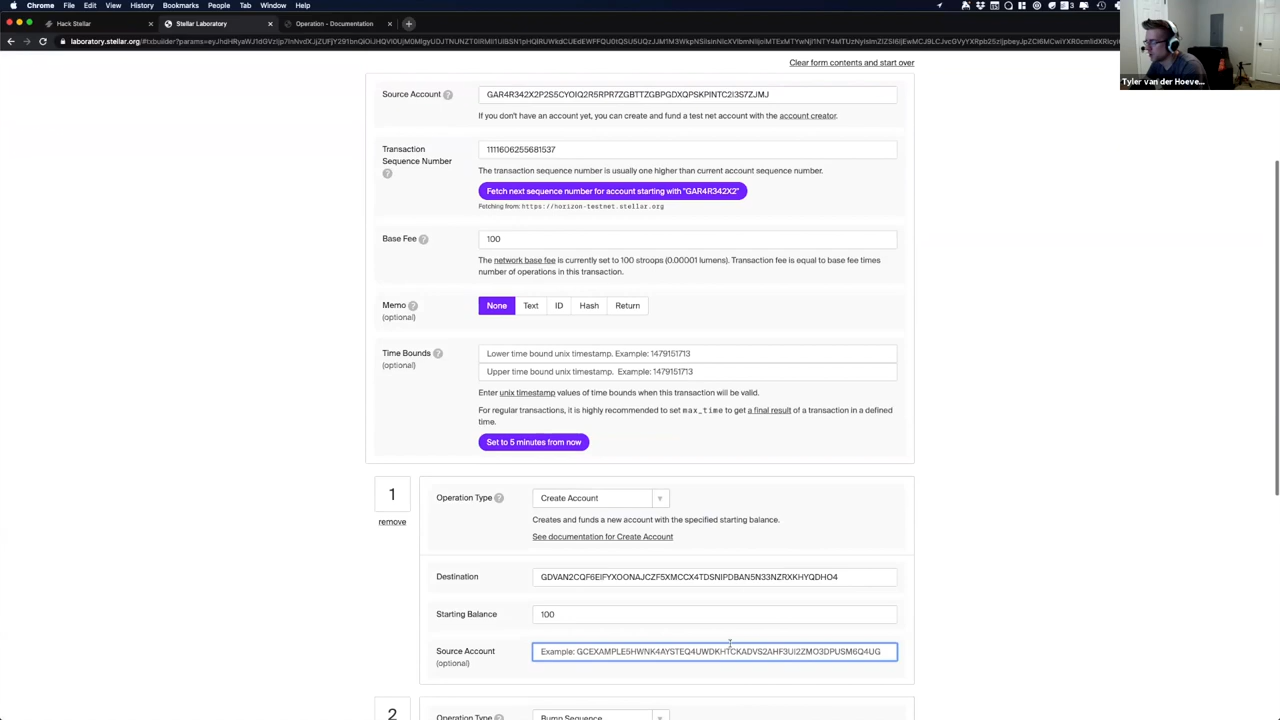 Chrome File Edit View History Bookmarks People Tab Window Help
Hack Stellar
Stellar Laboratory
Operation - Documentation
Clear form contents and start over
Source Account
GAR4R342X2P2S5CYOIQ2R5RPR7ZGBTTZGBPGDXQPSKPINTC2I3S7ZJMJ
If you don't have an account yet, you can create and fund a test net account with the account creator.
Transaction
Sequence Number
1111606255681537
The transaction sequence number is usually one higher than current account sequence number.
Fetch next sequence number for account starting with "GAR4R342X2"
Fetching from: https://horizon-testnet.stellar.org
Base Fee
100
The network base fee is currently set to 100 stroops (0.00001 lumens). Transaction fee is equal to base fee times
number of operations in this transaction.
Memo
(optional)
None Text ID Hash Return
Time Bounds
(optional)
Lower time bound unix timestamp. Example: 1479151713
Upper time bound unix timestamp. Example: 1479151713
Enter unix timestamp values of time bounds when this transaction will be valid.
For regular transactions, it is highly recommended to set max_time to get a final result of a transaction in a defined
time.
Set to 5 minutes from now
1
remove
Operation Type
Create Account
Creates and funds a new account with the specified starting balance.
See documentation for Create Account
Destination
GDVAN2CQF6EIFYXOONAJCZF5XMCCX4TDSNIPDBAN5N33NZRXKHYQDHO4
Starting Balance
100
Source Account
(optional)
Example: GCEXAMPLE5HWNK4AYSTEQ4UWDKHTCKADVS2AHF3UI2ZMO3DPUSM6Q4UG
2
Operation Type
Bump Sequence
Tyler van der Hoeve...